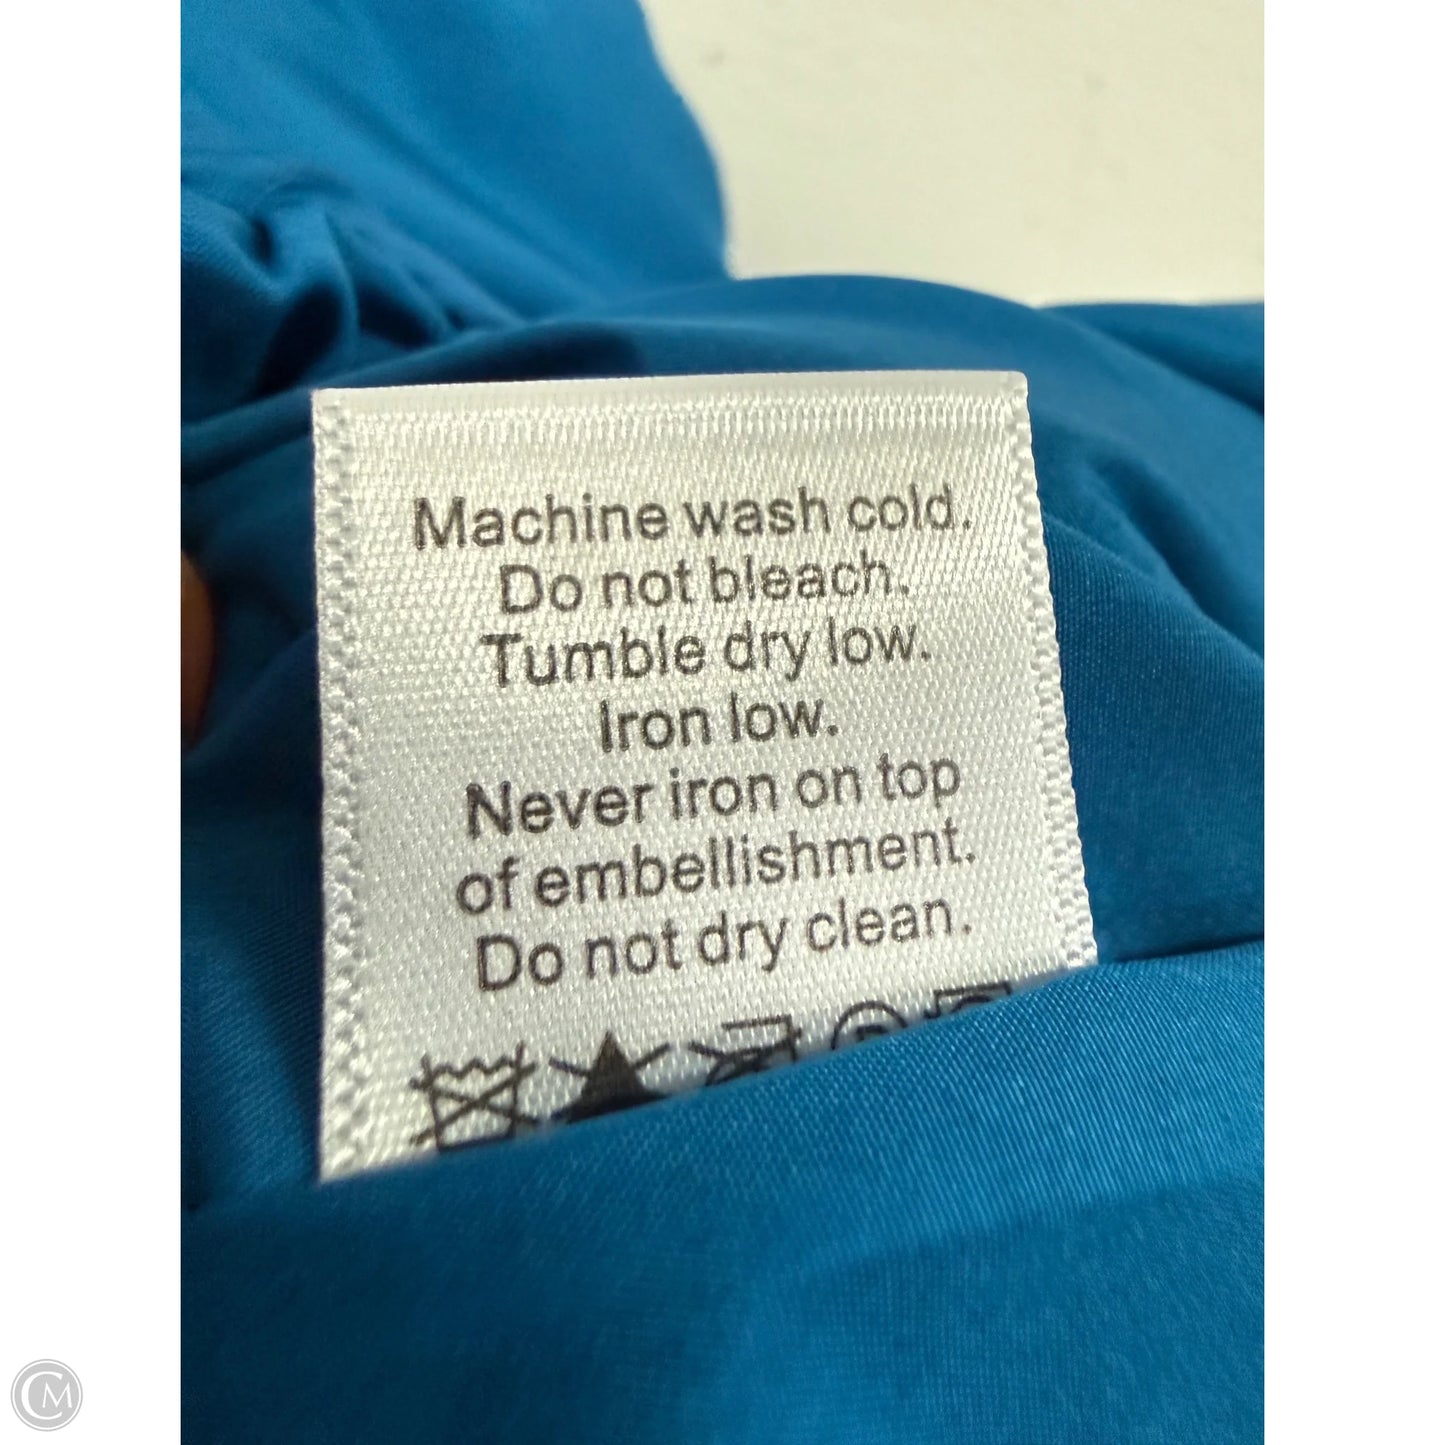 Machine wash cold.
Do not bleach.
Tumble dry low.
Iron low.
Never iron on top
of embellishment.
Do not dry clean.
CM